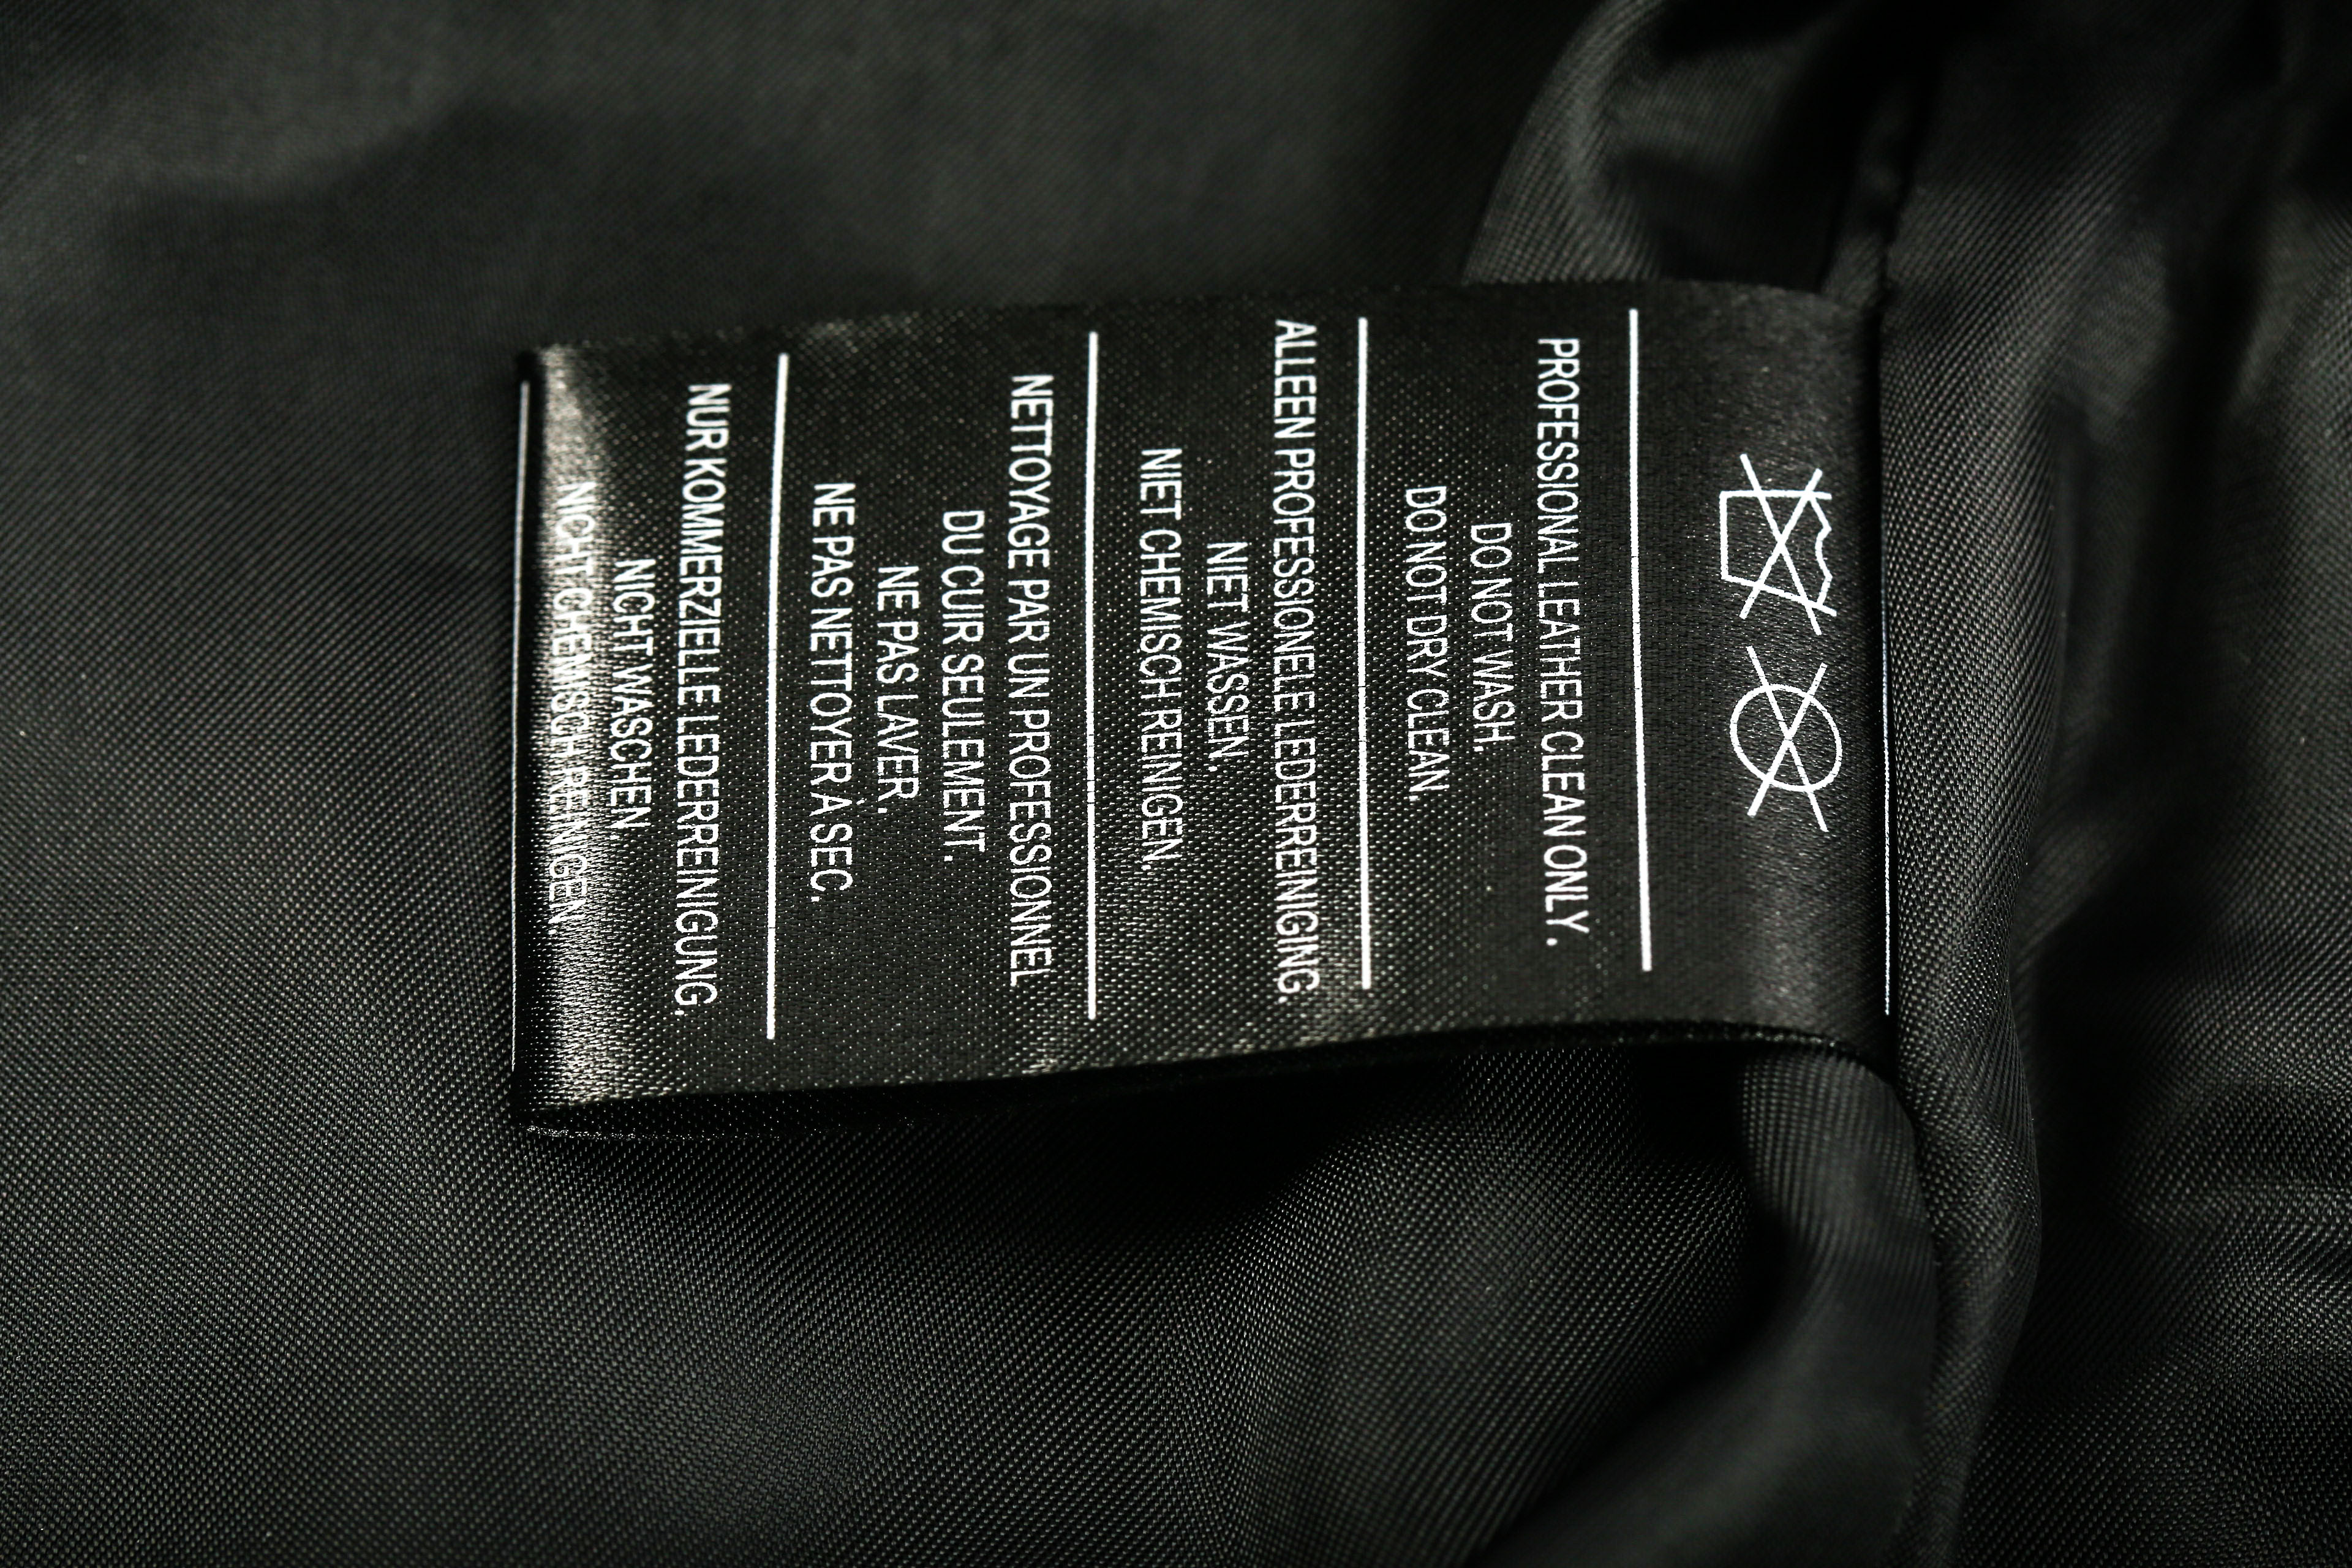 PROFESSIONAL LEATHER CLEAN ONLY.
DO NOT WASH.
DO NOT DRY CLEAN.
ALLEEN PROFESSIONELE LEDERREINIGING.
NIET WASSEN.
NIET CHEMISCH REINIGEN.
NETTOYAGE PAR UN PROFESSIONNEL
DU CUIR SEULEMENT.
NE PAS LAVER.
NE PAS NETTOYER À SEC.
NUR KOMMERZIELLE LEDERREINIGUNG.
NICHT WASCHEN.
NICHT CHEMISCH REINIGEN.